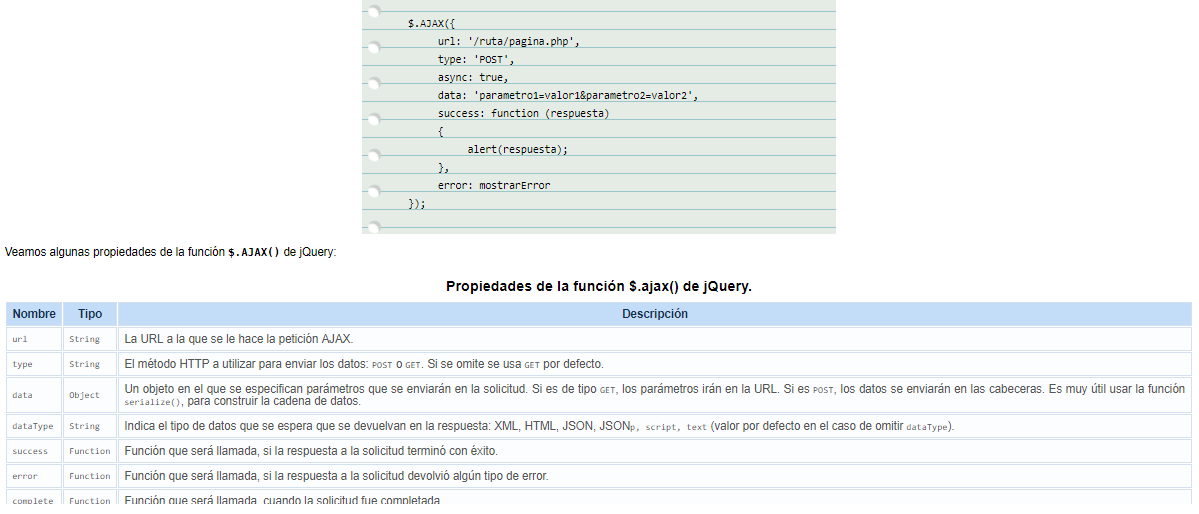 $.AJAX({
url: '/ruta/pagina.php',
type: 'POST',
async: true,
data: 'parametro1=valor1&parametro2=valor2',
success: function (respuesta)
{
alert(respuesta);
},
error: mostrarError
});
Veamos algunas propiedades de la función $.AJAX() de jQuery:
Propiedades de la función $.ajax() de jQuery.
Nombre Tipo Descripción
url String La URL a la que se le hace la petición AJAX.
type String El método HTTP a utilizar para enviar los datos: POST o GET. Si se omite se usa GET por defecto.
data Object Un objeto en el que se especifican parámetros que se enviarán en la solicitud. Si es de tipo GET, los parámetros irán en la URL. Si es POST, los datos se enviarán en las cabeceras. Es muy útil usar la función
serialize(), para construir la cadena de datos.
dataType String Indica el tipo de datos que se espera que se devuelvan en la respuesta: XML, HTML, JSON, JSONp, script, text (valor por defecto en el caso de omitir dataType).
success Function Función que será llamada, si la respuesta a la solicitud terminó con éxito.
error Function Función que será llamada, si la respuesta a la solicitud devolvió algún tipo de error.
complete Function Función que será llamada, cuando la solicitud fue completada